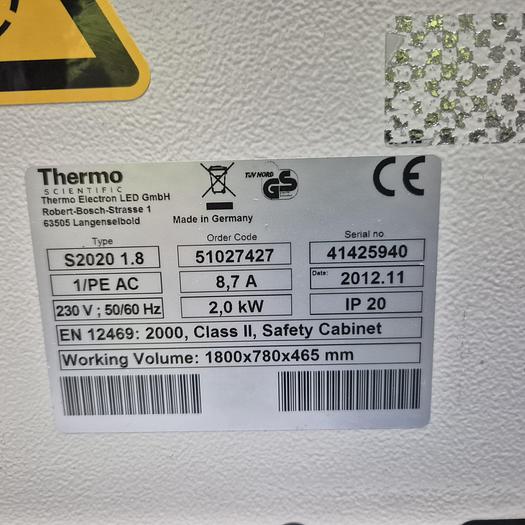 Thermo
SCIENTIFIC
Thermo Electron LED GmbH
Robert-Bosch-Strasse 1
63505 Langenselbold
TUV NORD
GS
CE
Made in Germany
Type
Order Code
Serial no.
S2020 1.8
51027427
41425940
1/PE AC
8,7 A
Date: 2012.11
230 V ; 50/60 Hz
2,0 kW
IP 20
EN 12469: 2000, Class II, Safety Cabinet
Working Volume: 1800x780x465 mm